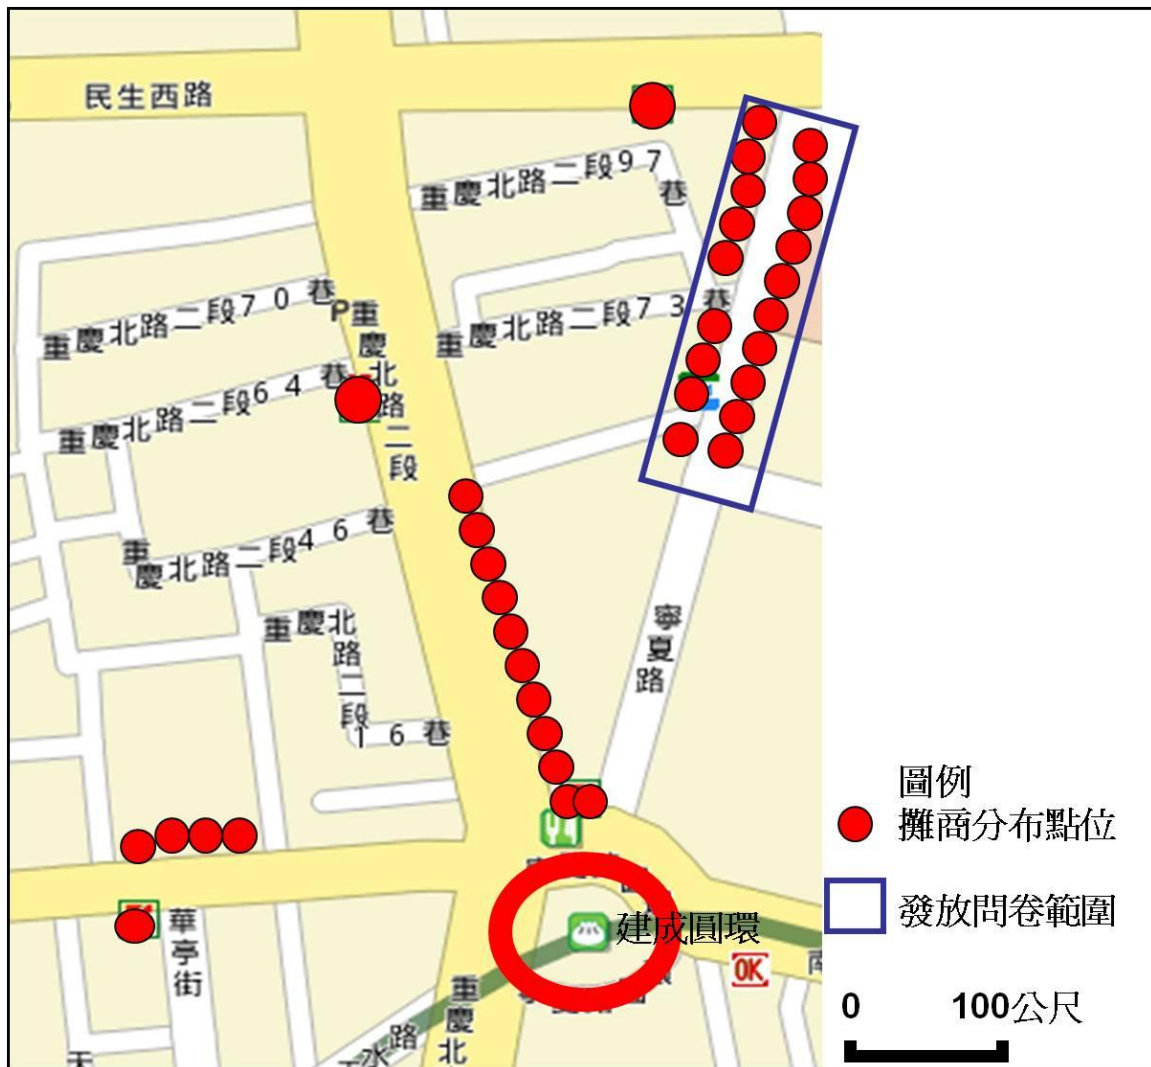 民生西路
重慶北路二段97巷
重慶北路二段70巷
P
重慶北路二段
重慶北路二段73巷
重慶北路二段64巷
重慶北路二段46巷
重慶北路二段16巷
寧夏路
圖例
攤商分布點位
發放問卷範圍
建成圓環
華亭街
OK
南
重慶北
水路
天
0 100公尺